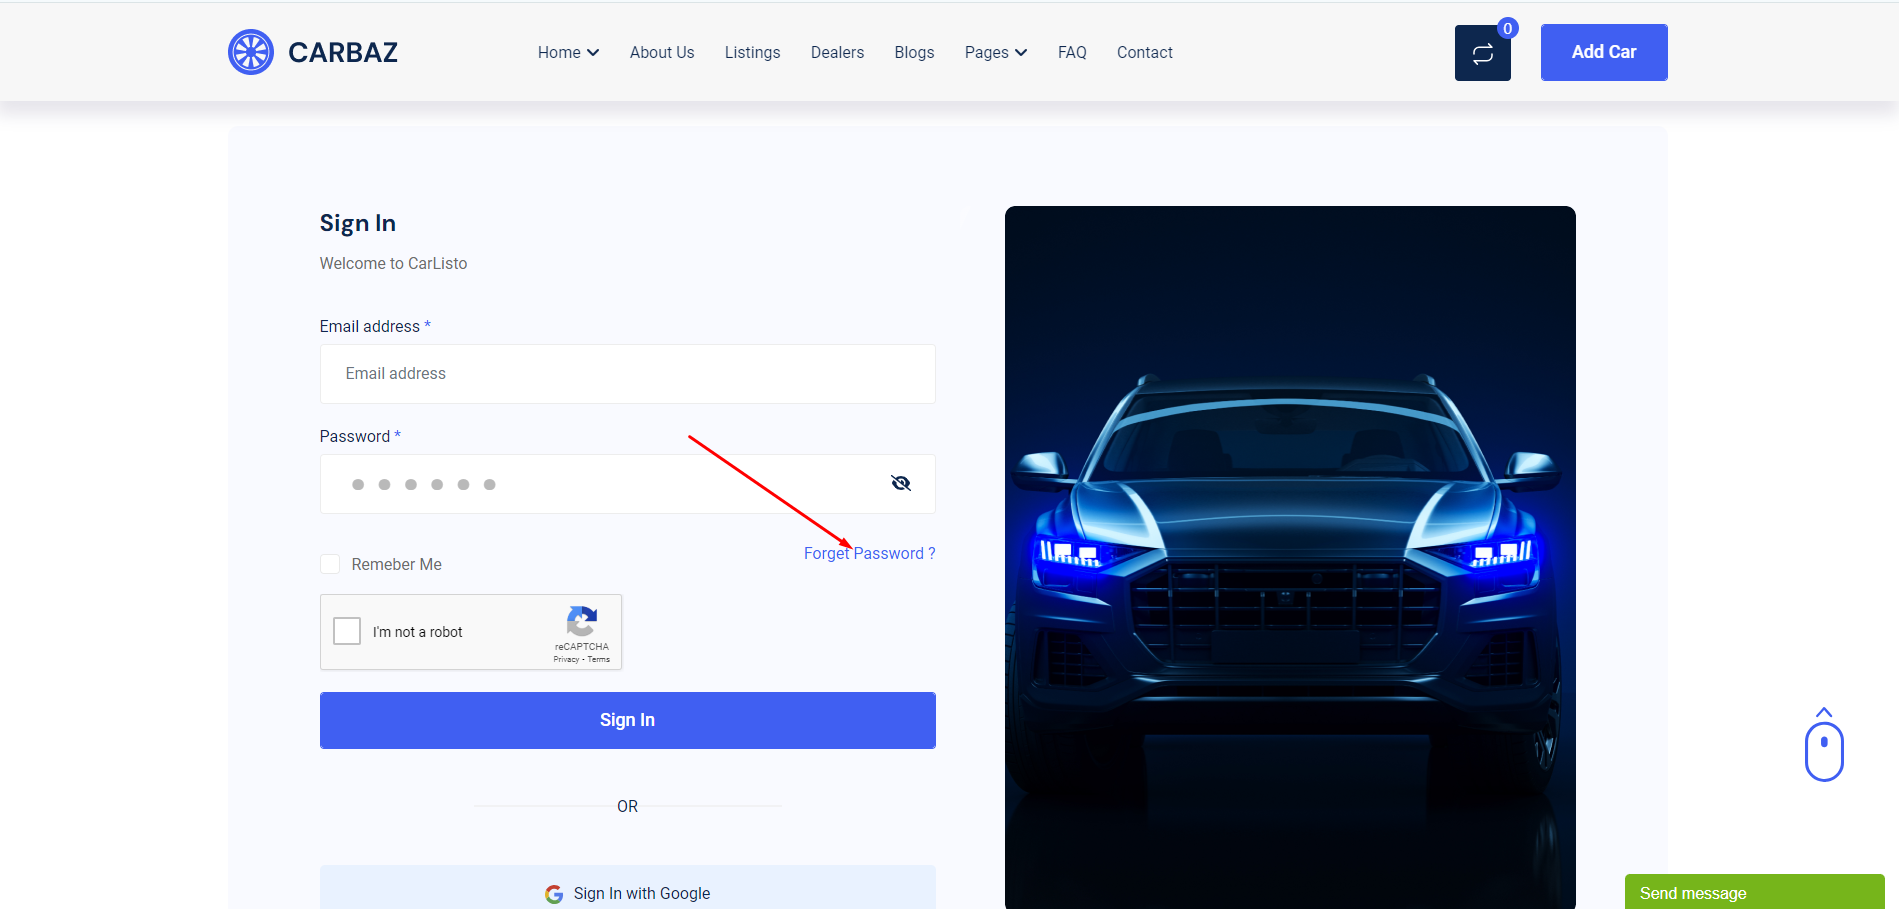 CARBAZ
Home
About Us
Listings
Dealers
Blogs
Pages
FAQ
Contact
0
Add Car
Sign In
Welcome to CarListo
Email address *
Email address
Password *
Forget Password ?
Remeber Me
I'm not a robot
reCAPTCHA
Privacy - Terms
Sign In
OR
Sign In with Google
Send message